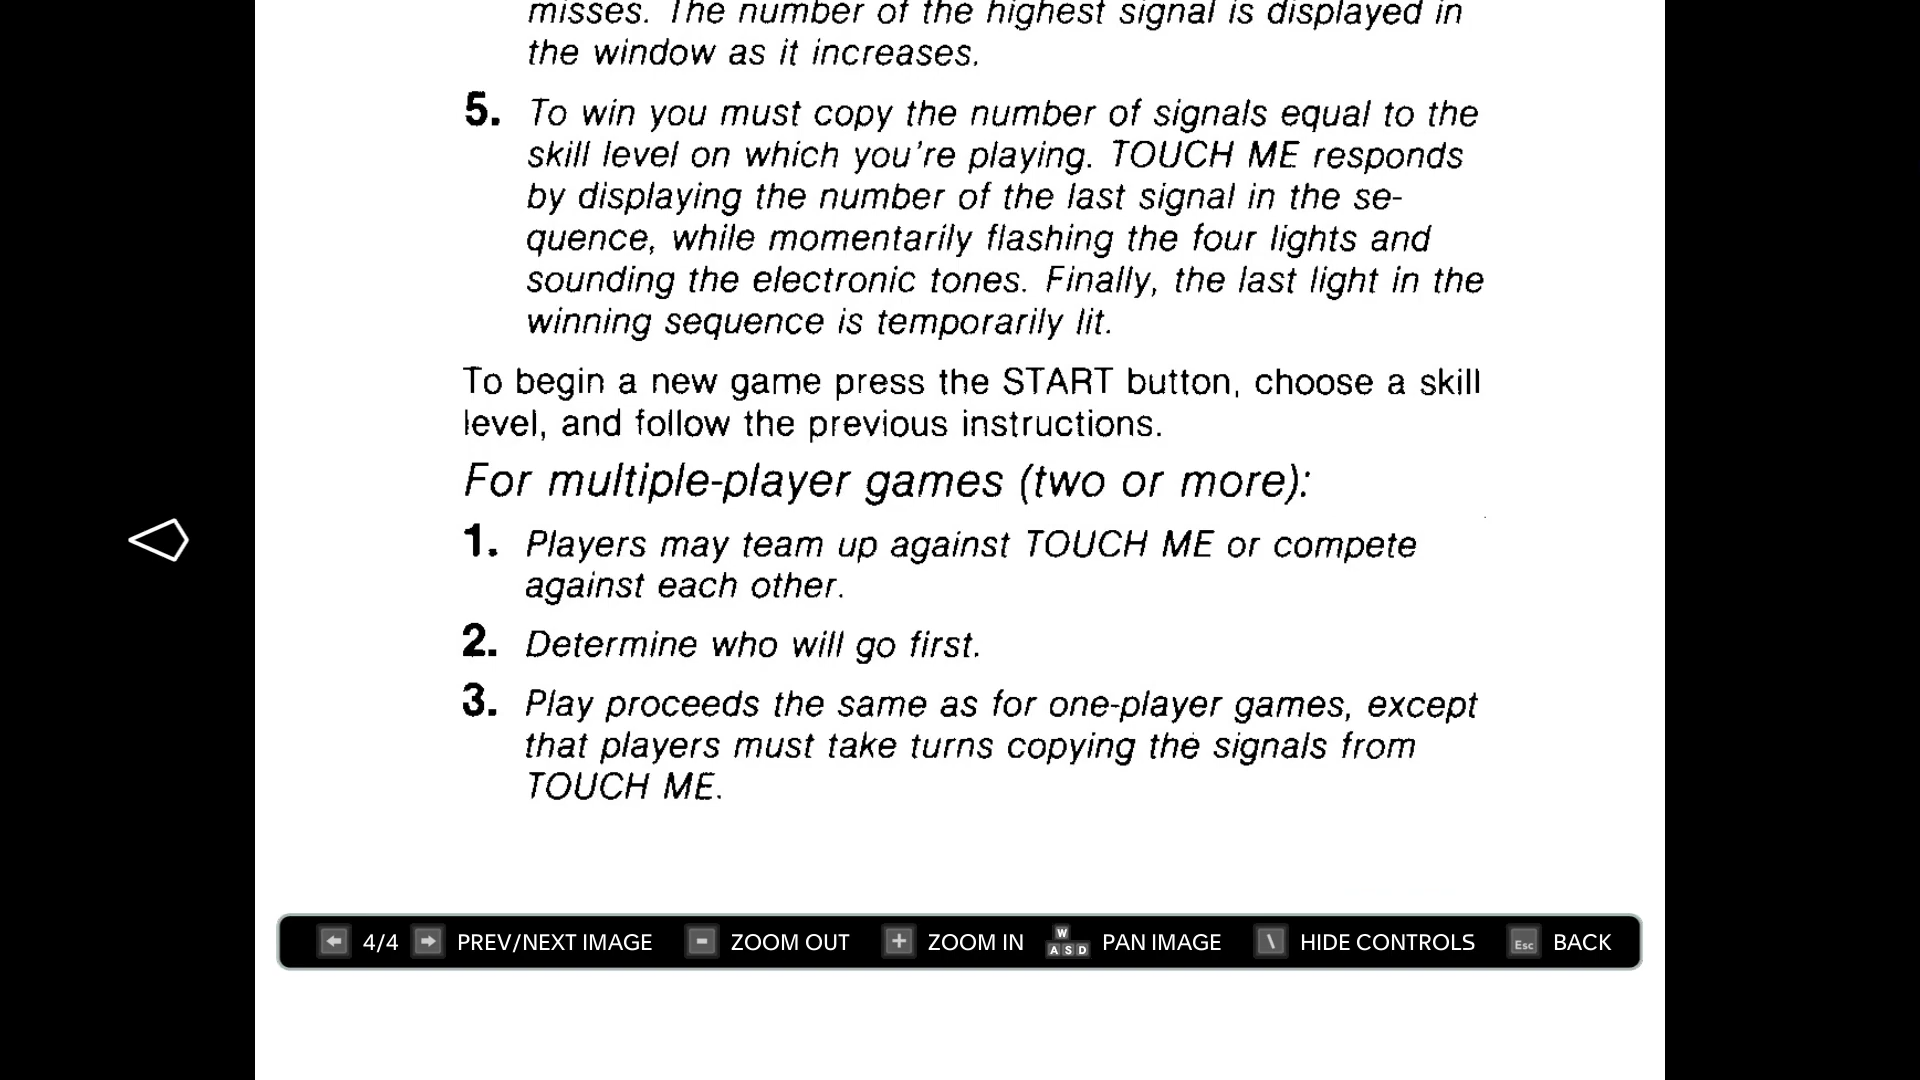 misses. The number of the highest signal is displayed in
the window as it increases.
5. To win you must copy the number of signals equal to the
skill level on which you're playing. TOUCH ME responds
by displaying the number of the last signal in the se-
quence, while momentarily flashing the four lights and
sounding the electronic tones. Finally, the last light in the
winning sequence is temporarily lit.
To begin a new game press the START button, choose a skill
level, and follow the previous instructions.
For multiple-player games (two or more):
1. Players may team up against TOUCH ME or compete
against each other.
2. Determine who will go first.
3. Play proceeds the same as for one-player games, except
that players must take turns copying the signals from
TOUCH ME.
4/4 PREV/NEXT IMAGE - ZOOM OUT + ZOOM IN W A S D PAN IMAGE \ HIDE CONTROLS Esc BACK